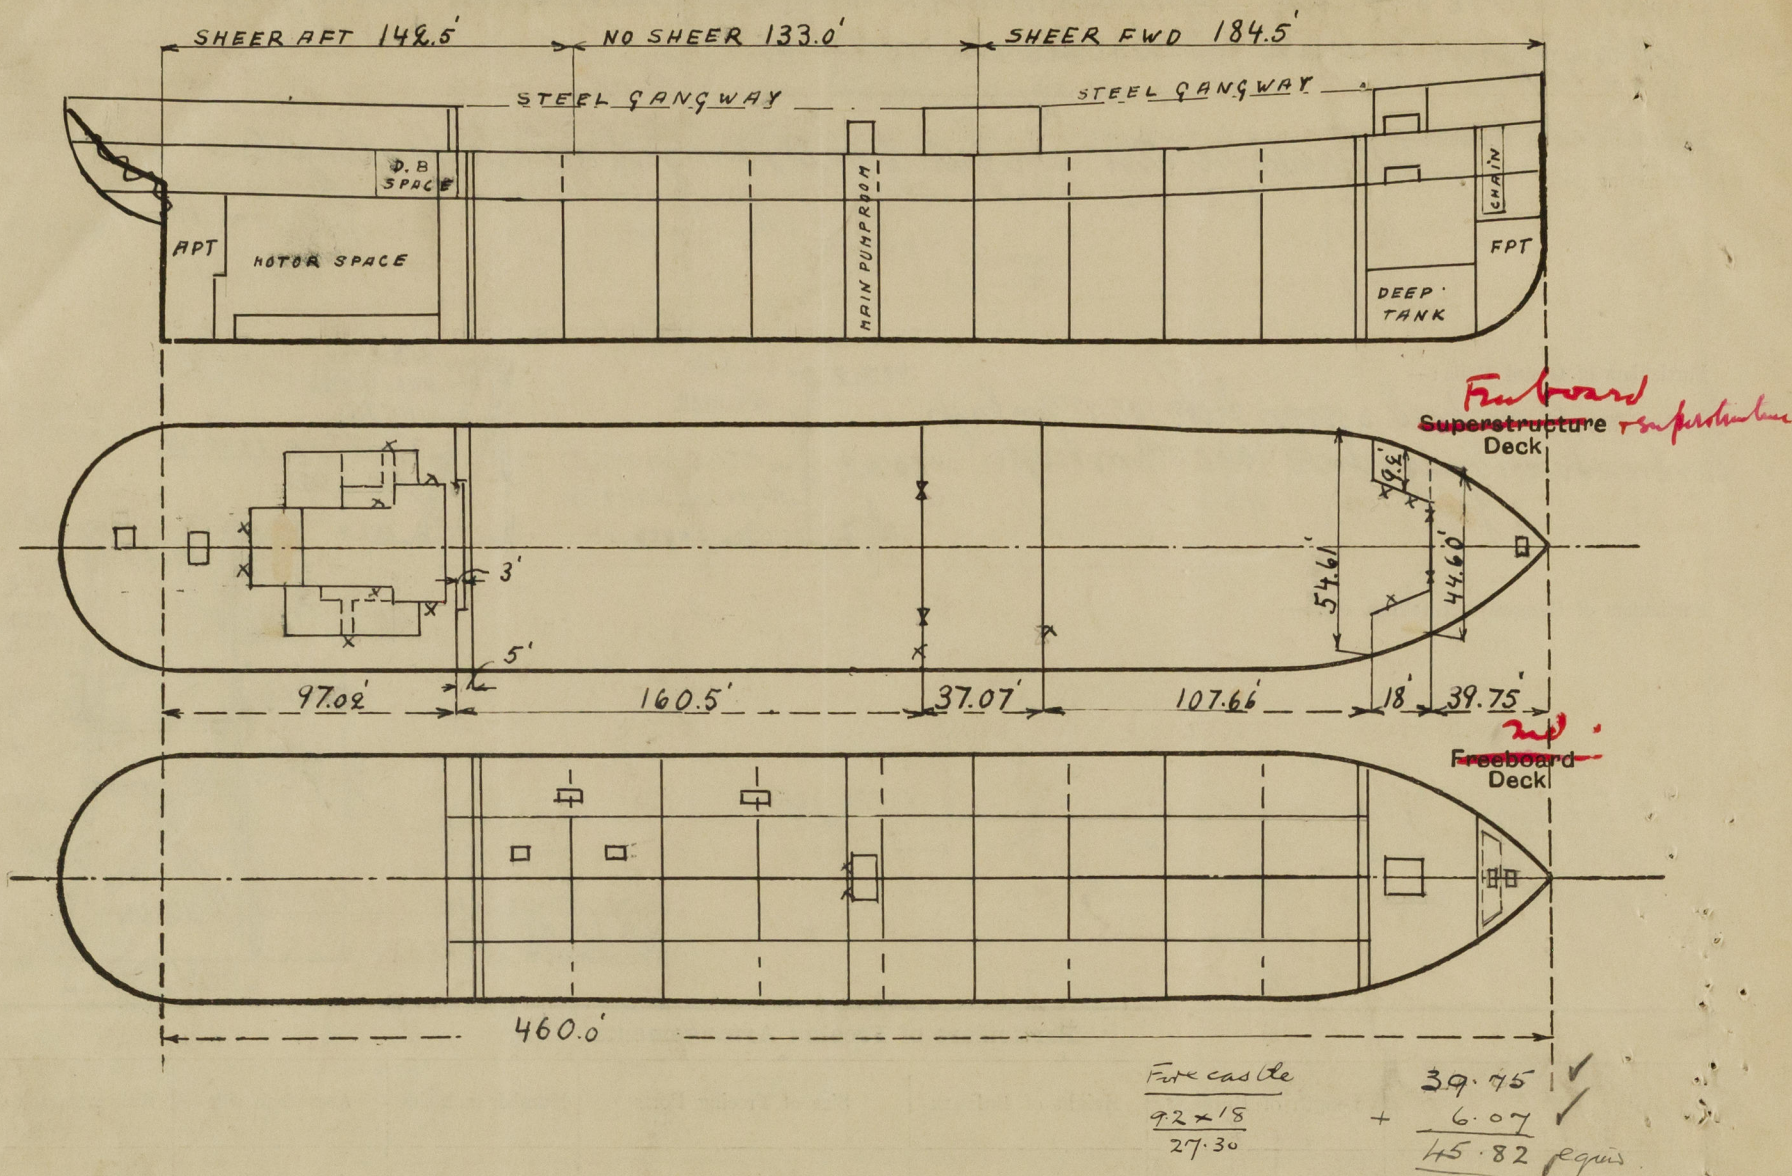 SHEER AFT 142.5'
NO SHEER 133.0'
SHEER FWD 184.5'
STEEL GANGWAY
STEEL GANGWAY
D.B
SPACE
MAIN PUMPROOM
CHAIN
APT
MOTOR SPACE
FPT
DEEP
TANK
Freeboard
Superstructure + superstructure
Deck
9.2'
54.61'
44.60'
3'
5'
97.02'
160.5'
37.07'
107.66'
18'
39.75'
2nd
Freeboard
Deck
460.0'
Forecastle
9.2 x 18
27.30
39.75
+ 6.07
45.82 equiv